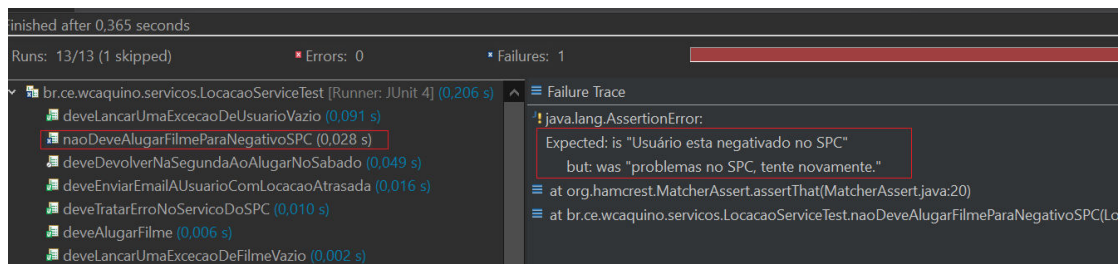 Finished after 0,365 seconds
Runs: 13/13 (1 skipped)
Errors: 0
Failures: 1
br.ce.wcaquino.servicos.LocacaoServiceTest [Runner: JUnit 4] (0,206 s)
deveLancarUmaExcecaoDeUsuarioVazio (0,091 s)
naoDeveAlugarFilmeParaNegativoSPC (0,028 s)
deveDevolverNaSegundaAoAlugarNoSabado (0,049 s)
deveEnviarEmailAUsuarioComLocacaoAtrasada (0,016 s)
deveTratarErroNoServicoDoSPC (0,010 s)
deveAlugarFilme (0,006 s)
deveLancarUmaExcecaoDeFilmeVazio (0,002 s)
Failure Trace
java.lang.AssertionError:
Expected: is "Usuário esta negativado no SPC"
but: was "problemas no SPC, tente novamente."
at org.hamcrest.MatcherAssert.assertThat(MatcherAssert.java:20)
at br.ce.wcaquino.servicos.LocacaoServiceTest.naoDeveAlugarFilmeParaNegativoSPC(Lo